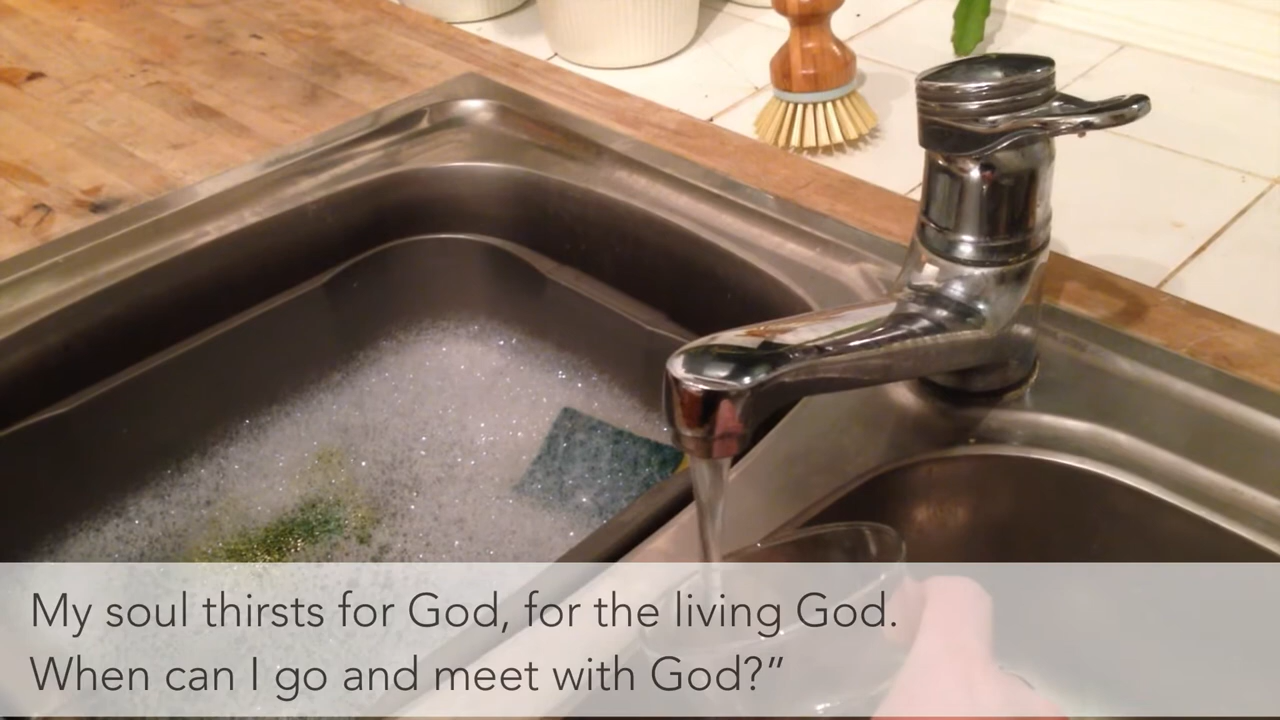 My soul thirsts for God, for the living God.
When can I go and meet with God?”